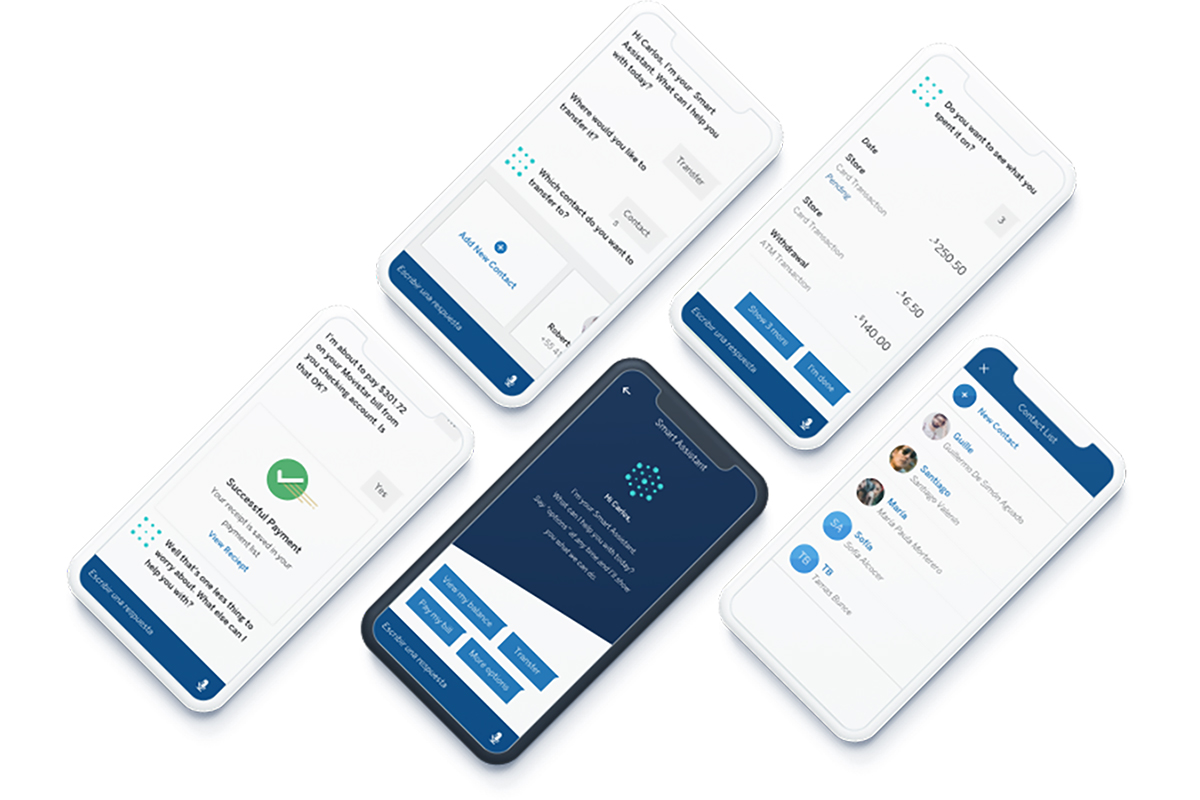 Hi Carlos, I'm your Smart
Assistant. What can I help you
with today?
Transfer
Where would you like to
transfer it?
Contact
Which contact do you want to
transfer to?
Add New Contact
Robert
+55 41
Escribir una respuesta
Do you want to see what you
spent it on?
3
Date
Store
Card Transaction
Pending
-$250.50
Store
Card Transaction
-$6.50
Withdrawal
ATM Transaction
-$140.00
Show 3 more
I'm done
Escribir una respuesta
I'm about to pay $301.72
on your Movistar bill from
you checking account. Is
that OK?
Yes
Successful Payment
Your receipt is saved in your
payment list
View Receipt
Well that's one less thing to
worry about. What else can I
help you with?
Escribir una respuesta
Smart Assistant
Hi Carlos,
I'm your Smart Assistant.
What can I help you with today?
Say "options" at any time and I'll show
you what we can do.
View my balance
Transfer
Pay my bill
More options
Escribir una respuesta
Contact List
New Contact
Guille
Guillermo De Simón Aguado
Santiago
Santiago Valerin
María
María Paula Morterero
SA
Sofía
Sofía Alcocer
TB
TB
Tamas Bunce